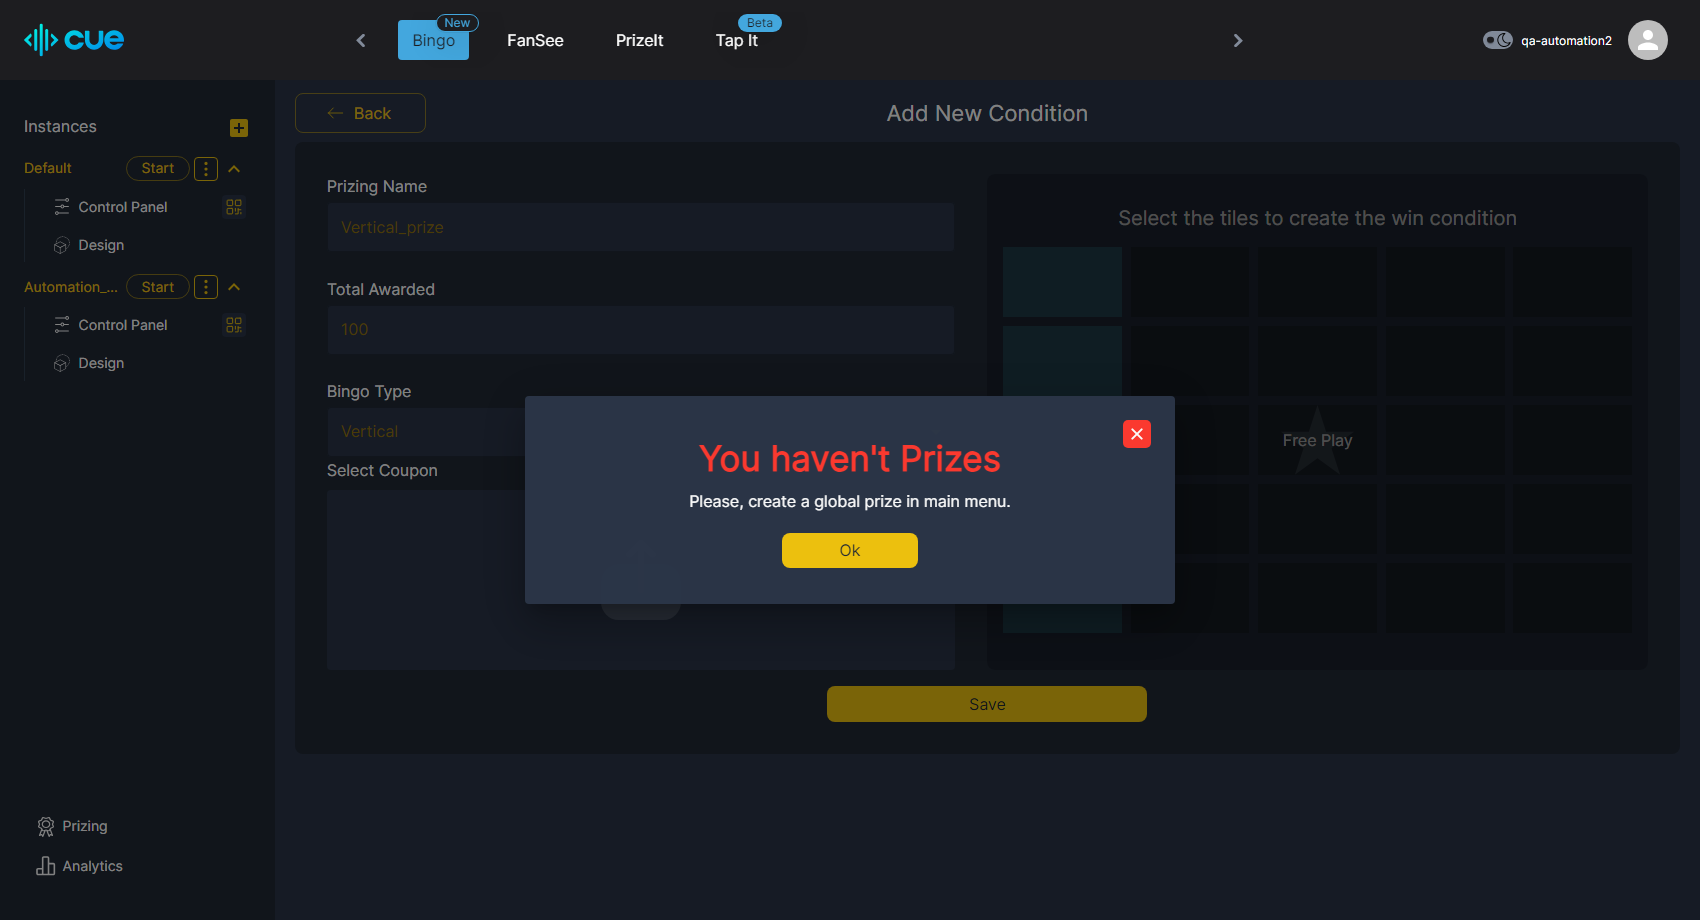 cue
Bingo
New
FanSee
PrizeIt
Tap It
Beta
qa-automation2
Instances
Default
Start
Control Panel
Design
Automation_...
Start
Control Panel
Design
Prizing
Analytics
Back
Add New Condition
Prizing Name
Vertical_prize
Total Awarded
100
Bingo Type
Vertical
Select Coupon
Select the tiles to create the win condition
Free Play
You haven't Prizes
Please, create a global prize in main menu.
Ok
Save